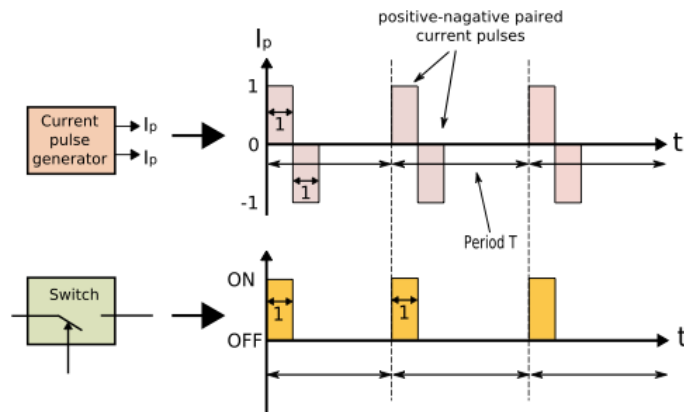 positive-nagative paired
current pulses
Ip
1
Current
pulse
generator
Ip
Ip
1
0
t
1
-1
Period T
ON
Switch
1
1
OFF
t